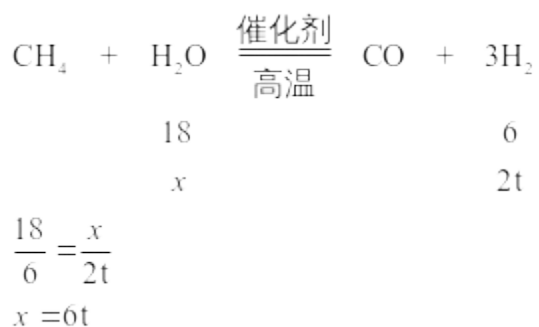 催化剂
CH₄ + H₂O ══ CO + 3H₂
高温
18 6
x 2t
18/6 = x/2t
x =6t